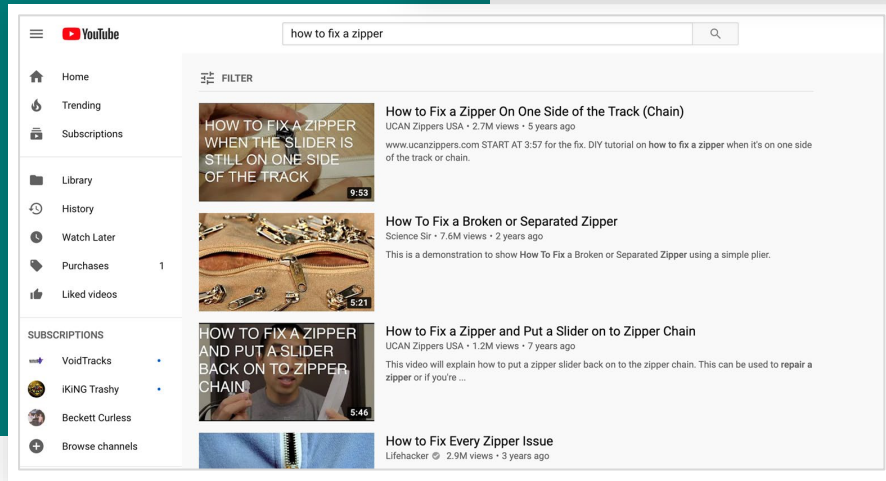 YouTube
how to fix a zipper
Home
Trending
Subscriptions
Library
History
Watch Later
Purchases 1
Liked videos
SUBSCRIPTIONS
VoidTracks
iKiNG Trashy
Beckett Curless
Browse channels
FILTER
HOW TO FIX A ZIPPER
WHEN THE SLIDER IS
STILL ON ONE SIDE
OF THE TRACK
9:53
How to Fix a Zipper On One Side of the Track (Chain)
UCAN Zippers USA • 2.7M views • 5 years ago
www.ucanzippers.com START AT 3:57 for the fix. DIY tutorial on how to fix a zipper when it's on one side
of the track or chain.
5:21
How To Fix a Broken or Separated Zipper
Science Sir • 7.6M views • 2 years ago
This is a demonstration to show How To Fix a Broken or Separated Zipper using a simple plier.
HOW TO FIX A ZIPPER
AND PUT A SLIDER
BACK ON TO ZIPPER
CHAIN
5:46
How to Fix a Zipper and Put a Slider on to Zipper Chain
UCAN Zippers USA • 1.2M views • 7 years ago
This video will explain how to put a zipper slider back on to the zipper chain. This can be used to repair a
zipper or if you're ...
How to Fix Every Zipper Issue
Lifehacker 2.9M views • 3 years ago